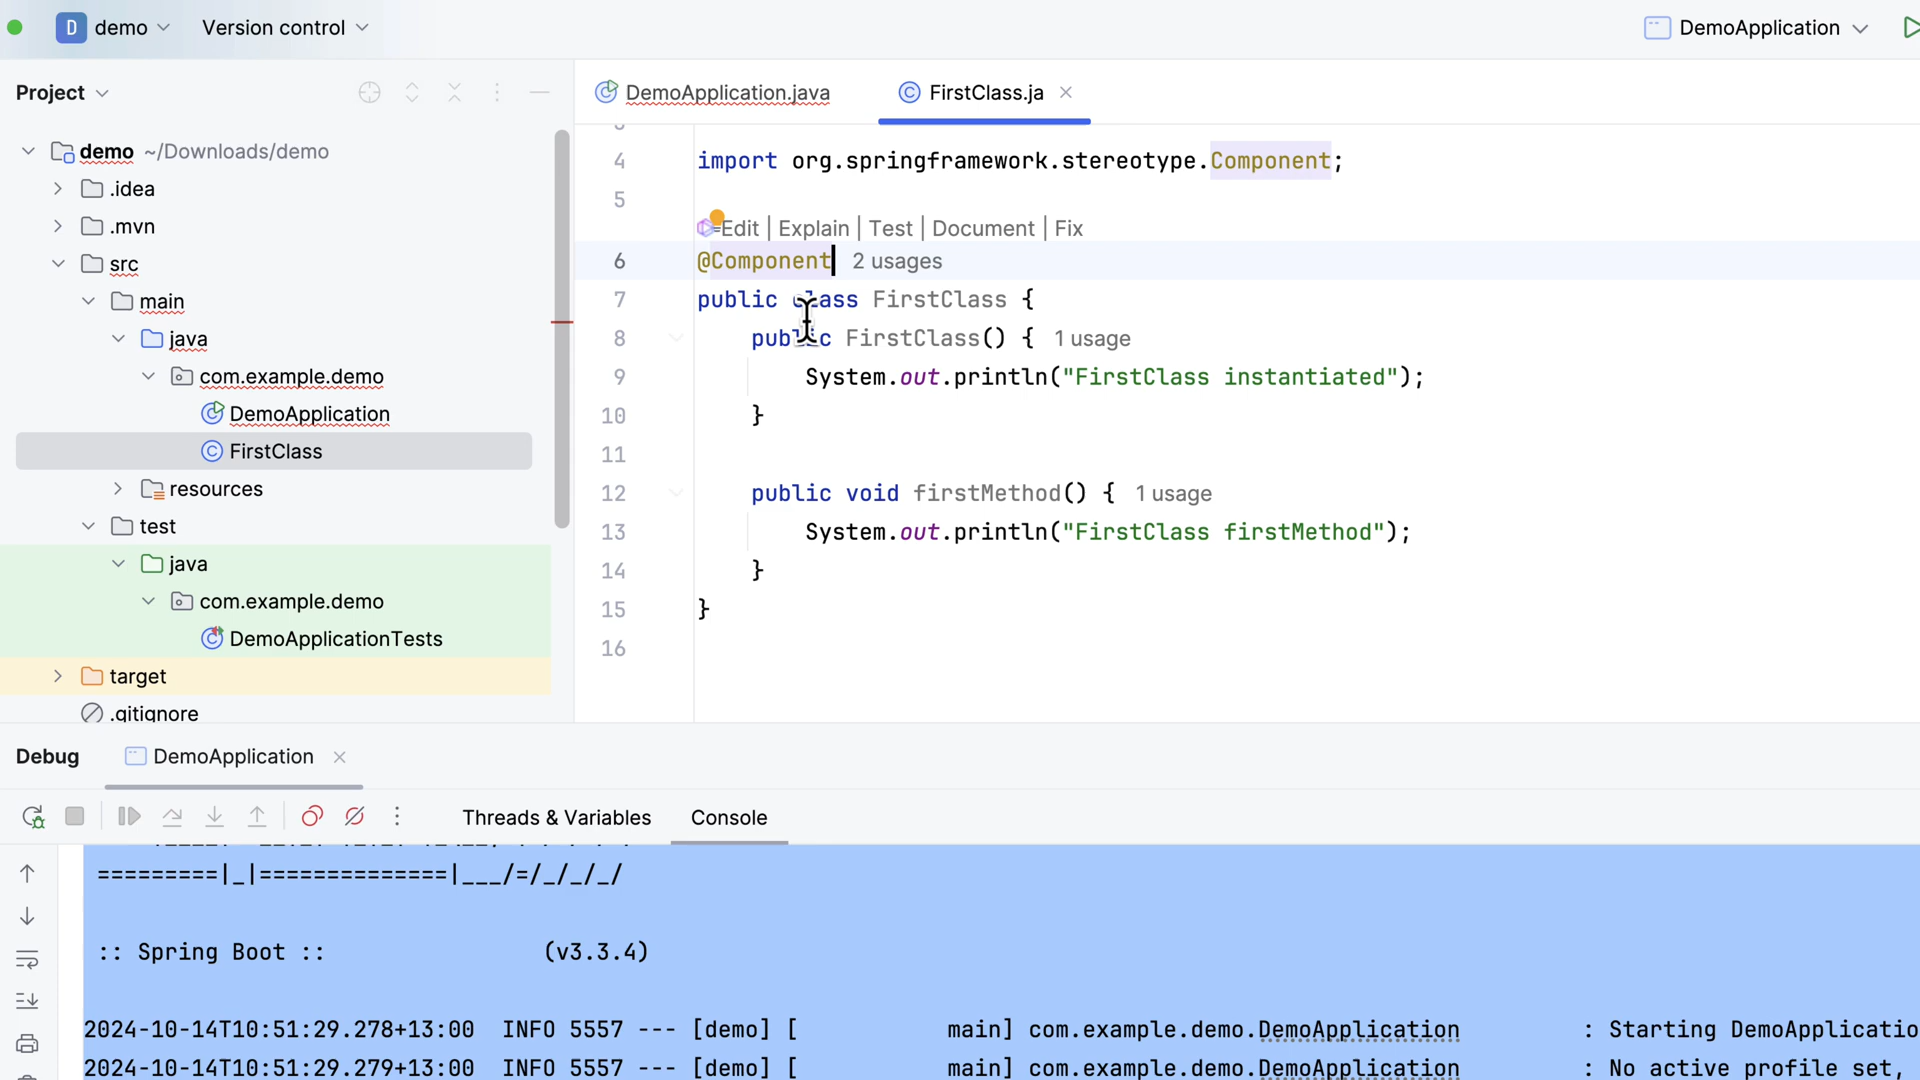 D demo Version control DemoApplication
Project
DemoApplication.java FirstClass.ja
demo ~/Downloads/demo
.idea
.mvn
src
main
java
com.example.demo
DemoApplication
FirstClass
resources
test
java
com.example.demo
DemoApplicationTests
target
.gitignore
4 import org.springframework.stereotype.Component;
5
Edit | Explain | Test | Document | Fix
6 @Component 2 usages
7 public class FirstClass {
8 public FirstClass() { 1 usage
9 System.out.println("FirstClass instantiated");
10 }
11
12 public void firstMethod() { 1 usage
13 System.out.println("FirstClass firstMethod");
14 }
15 }
16
Debug DemoApplication
Threads & Variables Console
=========|_|==============|___/=/_/_/_/
:: Spring Boot :: (v3.3.4)
2024-10-14T10:51:29.278+13:00 INFO 5557 --- [demo] [ main] com.example.demo.DemoApplication : Starting DemoApplicatio
2024-10-14T10:51:29.279+13:00 INFO 5557 --- [demo] [ main] com.example.demo.DemoApplication : No active profile set,